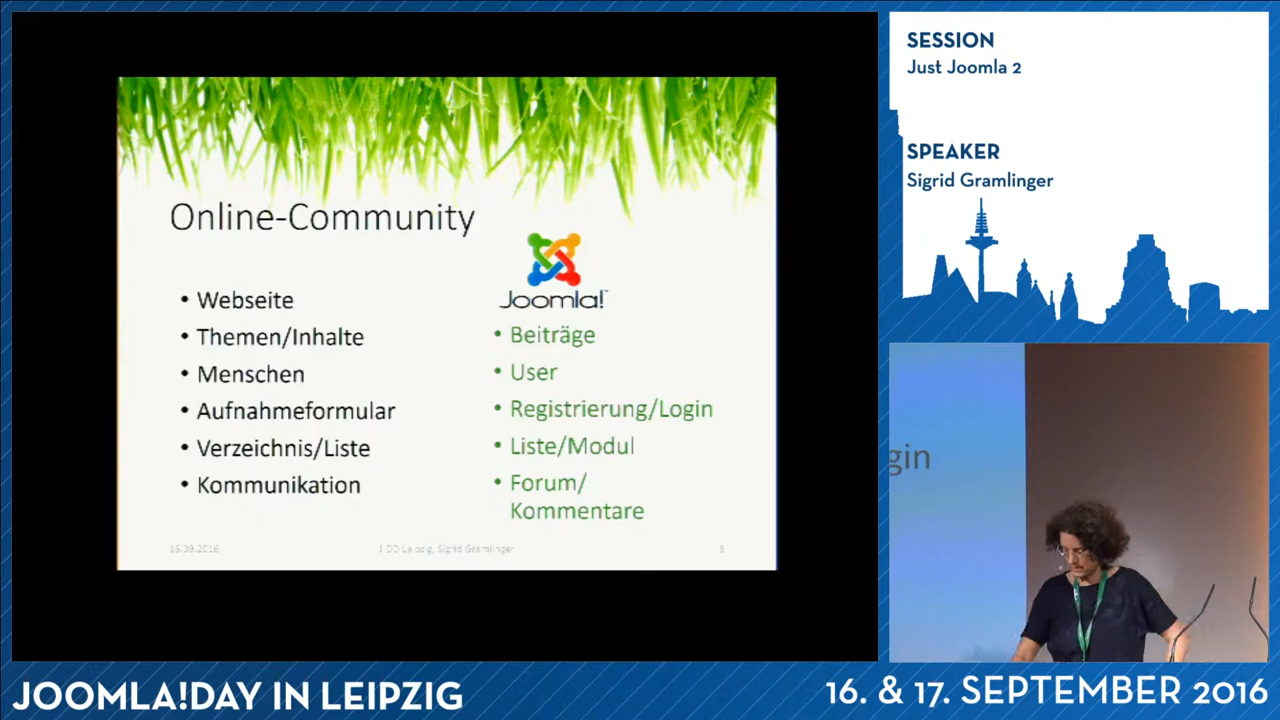 SESSION
Just Joomla 2
SPEAKER
Sigrid Gramlinger
Online-Community
Joomla!™
• Webseite
• Themen/Inhalte
• Menschen
• Aufnahmeformular
• Verzeichnis/Liste
• Kommunikation
• Beiträge
• User
• Registrierung/Login
• Liste/Modul
• Forum/
Kommentare
15.09.2016
Leipzig, Sigrid Gramlinger
gin
JOOMLA!DAY IN LEIPZIG
16. & 17. SEPTEMBER 2016